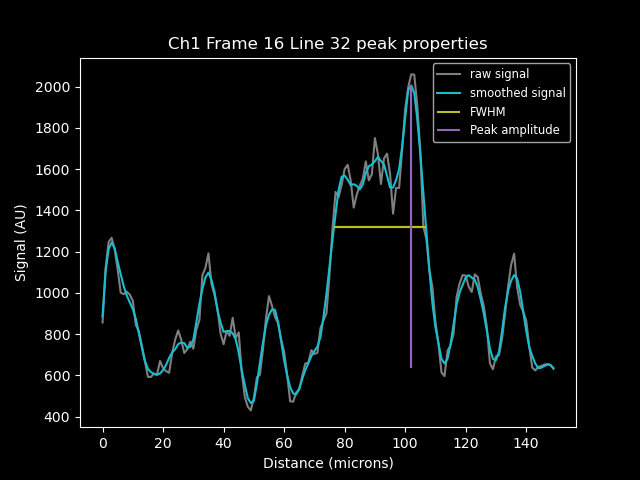 Ch1 Frame 16 Line 32 peak properties
raw signal
smoothed signal
FWHM
Peak amplitude
Signal (AU)
2000
1800
1600
1400
1200
1000
800
600
400
0 20 40 60 80 100 120 140
Distance (microns)